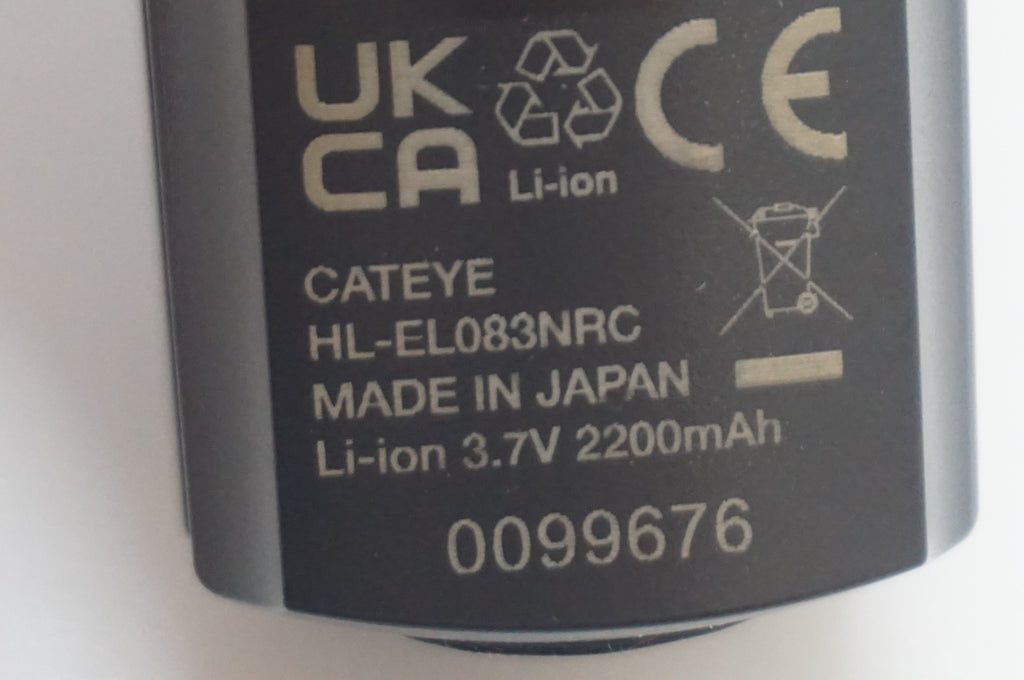 UK
CA
CE
Li-ion
CATEYE
HL-EL083NRC
MADE IN JAPAN
Li-ion 3.7V 2200mAh
0099676